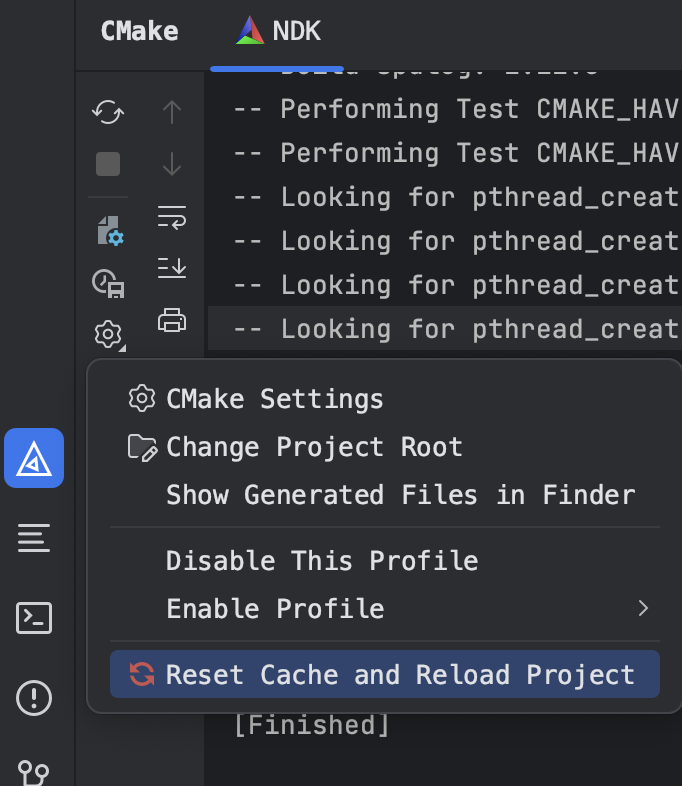 CMake NDK
-- Performing Test CMAKE_HAV
-- Performing Test CMAKE_HAV
-- Looking for pthread_creat
-- Looking for pthread_creat
-- Looking for pthread_creat
-- Looking for pthread_creat
CMake Settings
Change Project Root
Show Generated Files in Finder
Disable This Profile
Enable Profile
Reset Cache and Reload Project
[Finished]